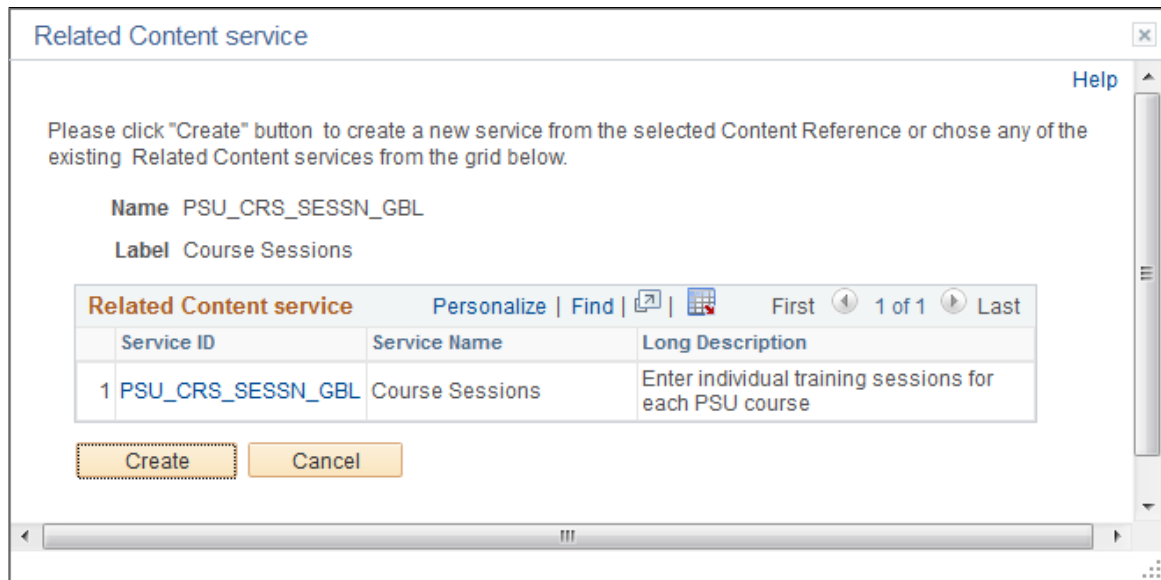 Related Content service
Help
Please click "Create" button to create a new service from the selected Content Reference or chose any of the
existing Related Content services from the grid below.
Name PSU_CRS_SESSN_GBL
Label Course Sessions
Related Content service Personalize | Find | | First 1 of 1 Last
Service ID Service Name Long Description
1 PSU_CRS_SESSN_GBL Course Sessions Enter individual training sessions for
each PSU course
Create Cancel